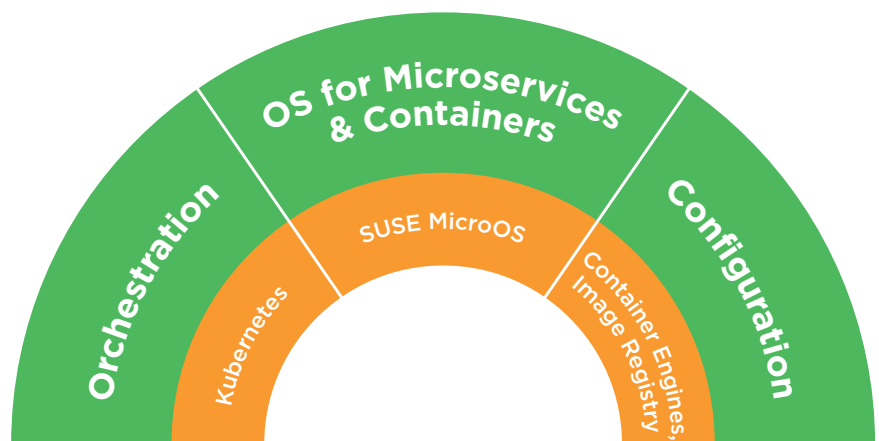 OS for Microservices
& Containers
Orchestration
Configuration
SUSE MicroOS
Kubernetes
Container Engines,
Image Registry